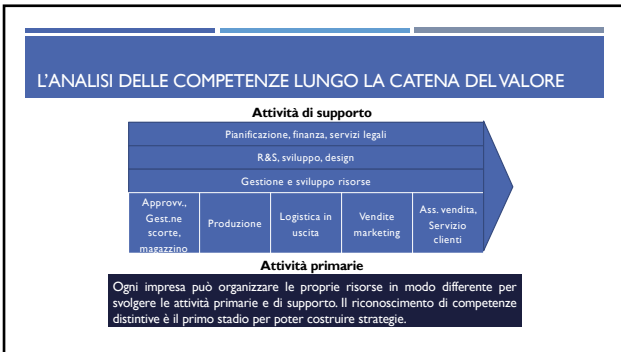 L'ANALISI DELLE COMPETENZE LUNGO LA CATENA DEL VALORE
Attività di supporto
Pianificazione, finanza, servizi legali
R&S, sviluppo, design
Gestione e sviluppo risorse
Approvv.,
Gest.ne
scorte,
magazzino
Produzione
Logistica in
uscita
Vendite
marketing
Ass. vendita,
Servizio
clienti
Attività primarie
Ogni impresa può organizzare le proprie risorse in modo differente per
svolgere le attività primarie e di supporto. Il riconoscimento di competenze
distintive è il primo stadio per poter costruire strategie.